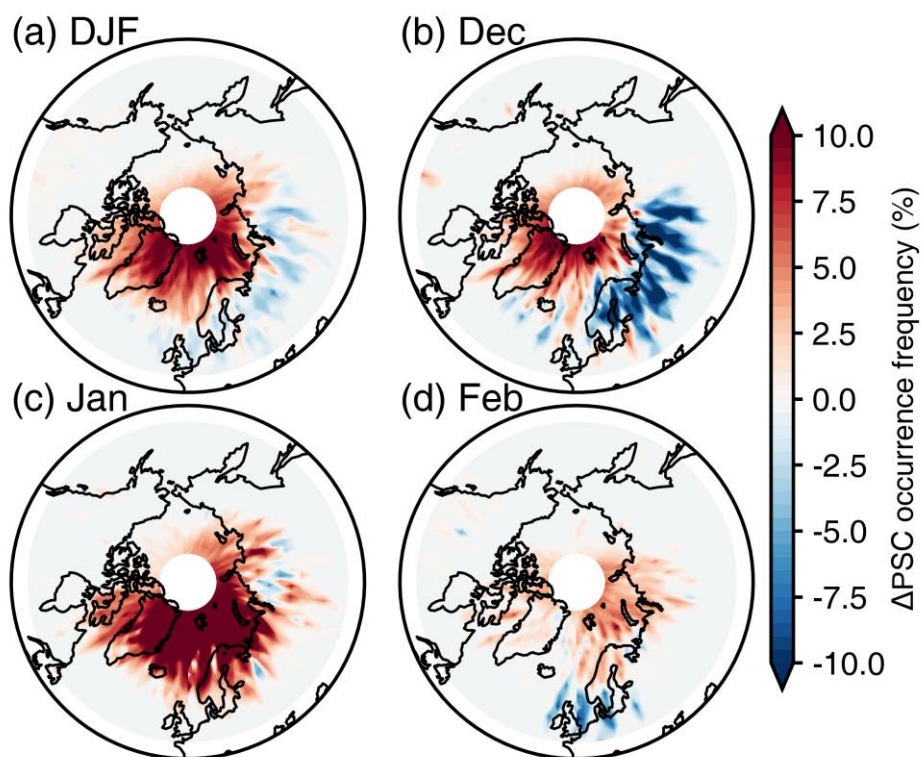 (a) DJF
(b) Dec
(c) Jan
(d) Feb
10.0
7.5
5.0
2.5
0.0
-2.5
-5.0
-7.5
-10.0
ΔPSC occurrence frequency (%)